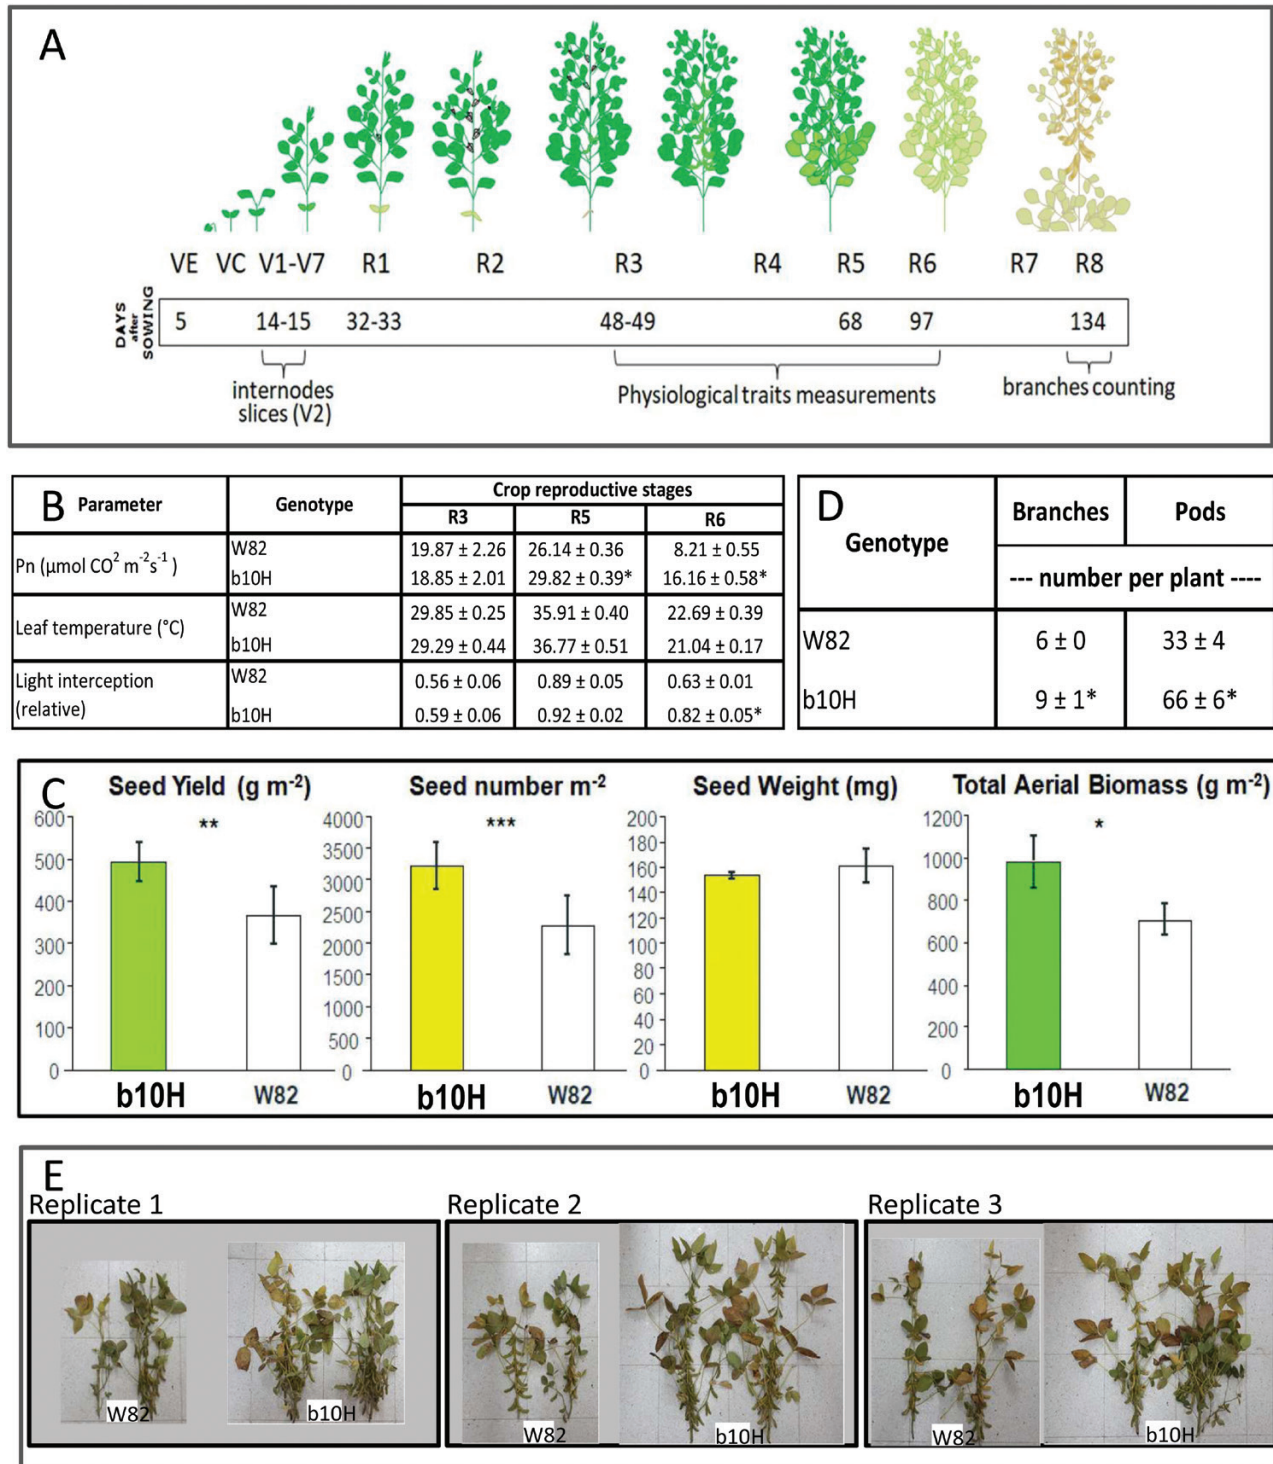 A
VE VC V1-V7 R1 R2 R3 R4 R5 R6 R7 R8
DAYS after SOWING
5 14-15 32-33 48-49 68 97 134
internodes
slices (V2)
Physiological traits measurements
branches counting
B
Parameter Genotype Crop reproductive stages
R3 R5 R6
Pn (µmol CO² m⁻²s⁻¹ )
W82 19.87 ± 2.26 26.14 ± 0.36 8.21 ± 0.55
b10H 18.85 ± 2.01 29.82 ± 0.39* 16.16 ± 0.58*
Leaf temperature (°C)
W82 29.85 ± 0.25 35.91 ± 0.40 22.69 ± 0.39
b10H 29.29 ± 0.44 36.77 ± 0.51 21.04 ± 0.17
Light interception
(relative)
W82 0.56 ± 0.06 0.89 ± 0.05 0.63 ± 0.01
b10H 0.59 ± 0.06 0.92 ± 0.02 0.82 ± 0.05*
D
Genotype Branches Pods
--- number per plant ----
W82 6 ± 0 33 ± 4
b10H 9 ± 1* 66 ± 6*
C
Seed Yield (g m⁻²)
600
500
400
300
200
100
0
**
b10H W82
Seed number m⁻²
4000
3500
3000
2500
2000
1500
1000
500
0
***
b10H W82
Seed Weight (mg)
200
180
160
140
120
100
80
60
40
20
0
b10H W82
Total Aerial Biomass (g m⁻²)
1200
1000
800
600
400
200
0
*
b10H W82
E
Replicate 1
W82 b10H
Replicate 2
W82 b10H
Replicate 3
W82 b10H